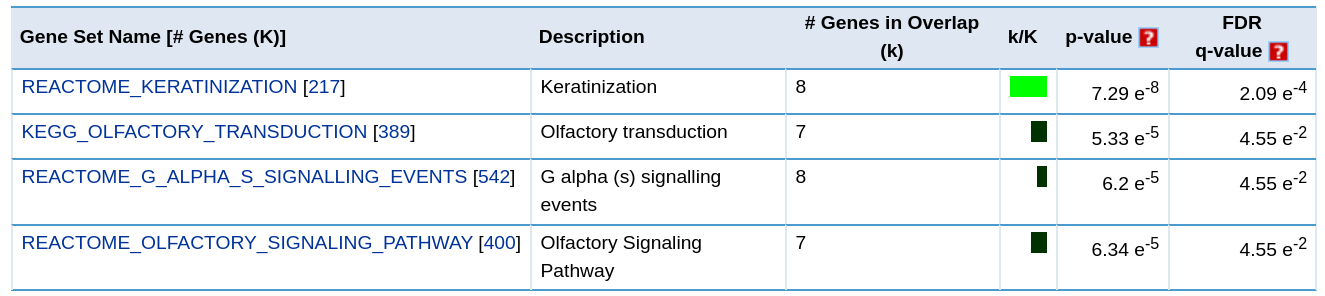 Gene Set Name [# Genes (K)] Description # Genes in Overlap (k) k/K p-value ? FDR q-value ?
REACTOME_KERATINIZATION [217] Keratinization 8 7.29 e-8 2.09 e-4
KEGG_OLFACTORY_TRANSDUCTION [389] Olfactory transduction 7 5.33 e-5 4.55 e-2
REACTOME_G_ALPHA_S_SIGNALLING_EVENTS [542] G alpha (s) signalling 8 6.2 e-5 4.55 e-2
events
REACTOME_OLFACTORY_SIGNALING_PATHWAY [400] Olfactory Signaling 7 6.34 e-5 4.55 e-2
Pathway